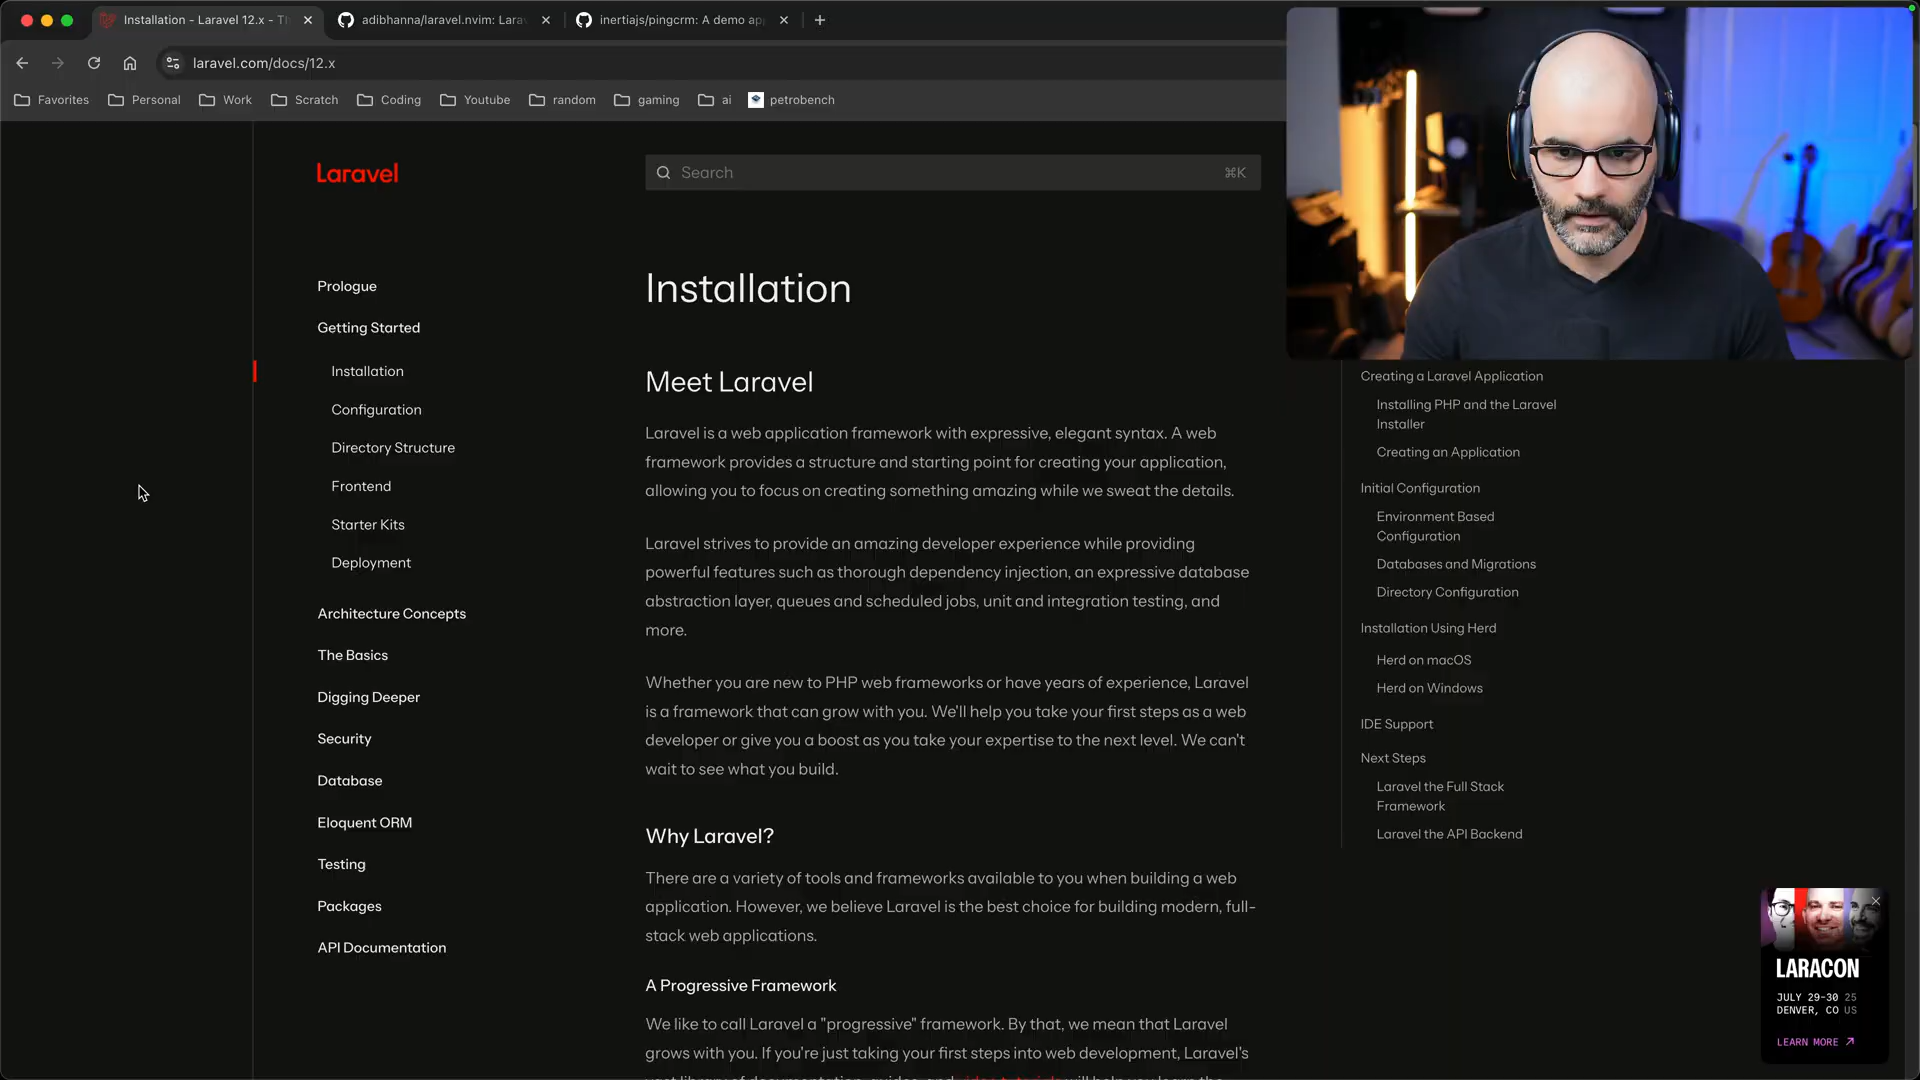 Installation - Laravel 12.x - Th
adibhanna/laravel.nvim: Lara
inertiajs/pingcrm: A demo app
laravel.com/docs/12.x
Favorites
Personal
Work
Scratch
Coding
Youtube
random
gaming
ai
petrobench
Laravel
Search
⌘K
Prologue
Getting Started
Installation
Configuration
Directory Structure
Frontend
Starter Kits
Deployment
Architecture Concepts
The Basics
Digging Deeper
Security
Database
Eloquent ORM
Testing
Packages
API Documentation
Installation
Meet Laravel
Laravel is a web application framework with expressive, elegant syntax. A web
framework provides a structure and starting point for creating your application,
allowing you to focus on creating something amazing while we sweat the details.
Laravel strives to provide an amazing developer experience while providing
powerful features such as thorough dependency injection, an expressive database
abstraction layer, queues and scheduled jobs, unit and integration testing, and
more.
Whether you are new to PHP web frameworks or have years of experience, Laravel
is a framework that can grow with you. We'll help you take your first steps as a web
developer or give you a boost as you take your expertise to the next level. We can't
wait to see what you build.
Why Laravel?
There are a variety of tools and frameworks available to you when building a web
application. However, we believe Laravel is the best choice for building modern, full-
stack web applications.
A Progressive Framework
We like to call Laravel a "progressive" framework. By that, we mean that Laravel
grows with you. If you're just taking your first steps into web development, Laravel's
Creating a Laravel Application
Installing PHP and the Laravel
Installer
Creating an Application
Initial Configuration
Environment Based
Configuration
Databases and Migrations
Directory Configuration
Installation Using Herd
Herd on macOS
Herd on Windows
IDE Support
Next Steps
Laravel the Full Stack
Framework
Laravel the API Backend
LARACON
JULY 29-30 25
DENVER, CO US
LEARN MORE